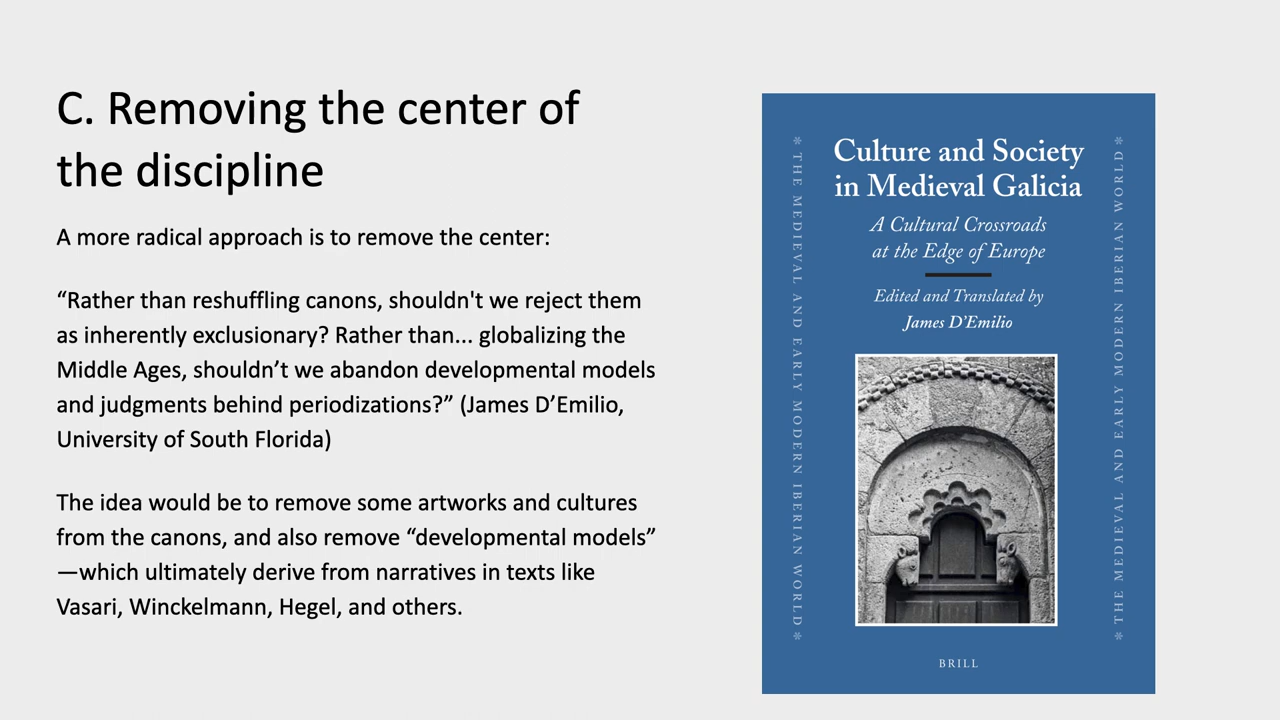 C. Removing the center of
the discipline
A more radical approach is to remove the center:
“Rather than reshuffling canons, shouldn't we reject them
as inherently exclusionary? Rather than... globalizing the
Middle Ages, shouldn’t we abandon developmental models
and judgments behind periodizations?” (James D’Emilio,
University of South Florida)
The idea would be to remove some artworks and cultures
from the canons, and also remove “developmental models”
—which ultimately derive from narratives in texts like
Vasari, Winckelmann, Hegel, and others.
* THE MEDIEVAL AND EARLY MODERN IBERIAN WORLD *
Culture and Society
in Medieval Galicia
A Cultural Crossroads
at the Edge of Europe
Edited and Translated by
James D’Emilio
BRILL
* THE MEDIEVAL AND EARLY MODERN IBERIAN WORLD *